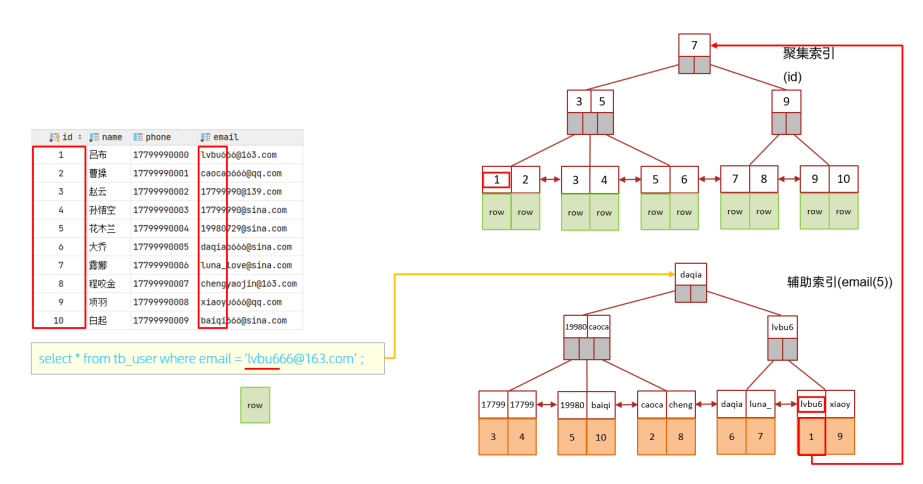 id name phone email
1 吕布 17799990000 lvbu666@163.com
2 曹操 17799990001 caocao666@qq.com
3 赵云 17799990002 17799990@139.com
4 孙悟空 17799990003 17799990@sina.com
5 花木兰 17799990004 19980729@sina.com
6 大乔 17799990005 daqiao666@sina.com
7 露娜 17799990006 luna_love@sina.com
8 程咬金 17799990007 chengyaojin@163.com
9 项羽 17799990008 xiaoyu666@qq.com
10 白起 17799990009 baiqi666@sina.com
select * from tb_user where email = 'lvbu666@163.com' ;
row
7
聚集索引
(id)
3 5
9
1 2 3 4 5 6 7 8 9 10
row row row row row row row row row row
daqia
辅助索引(email(5))
19980 caoca
lvbu6
17799 17799 19980 baiqi caoca cheng daqia luna_ lvbu6 xiaoy
3 4 5 10 2 8 6 7 1 9